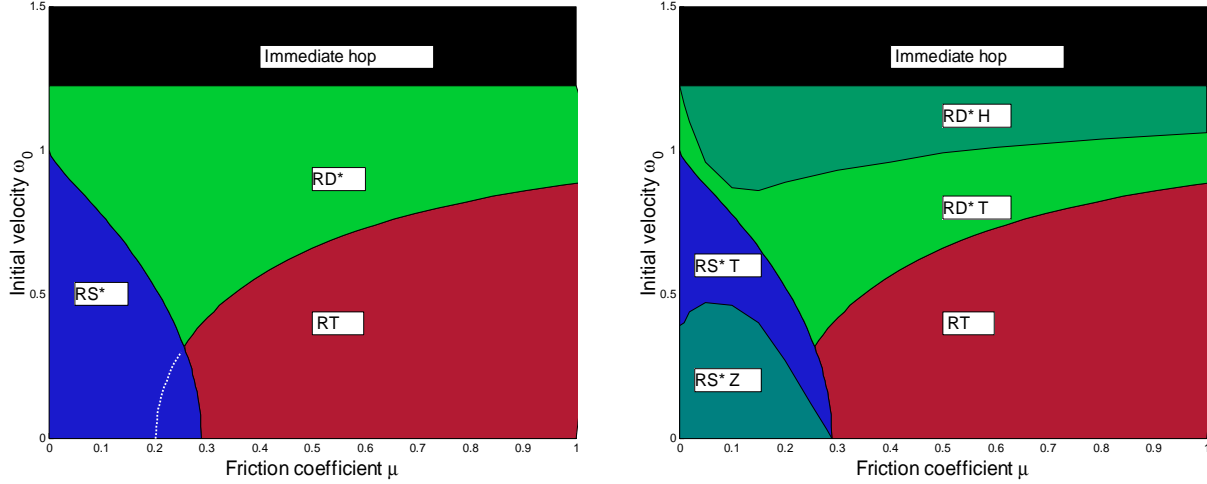 1.5
Immediate hop
1
Initial velocity ω0
RD*
0.5
RS*
RT
0
0
0.1
0.2
0.3
0.4
0.5
0.6
0.7
0.8
0.9
1
Friction coefficient μ
1.5
Immediate hop
RD* H
1
Initial velocity ω0
RD* T
RS* T
0.5
RT
RS* Z
0
0
0.1
0.2
0.3
0.4
0.5
0.6
0.7
0.8
0.9
1
Friction coefficient μ